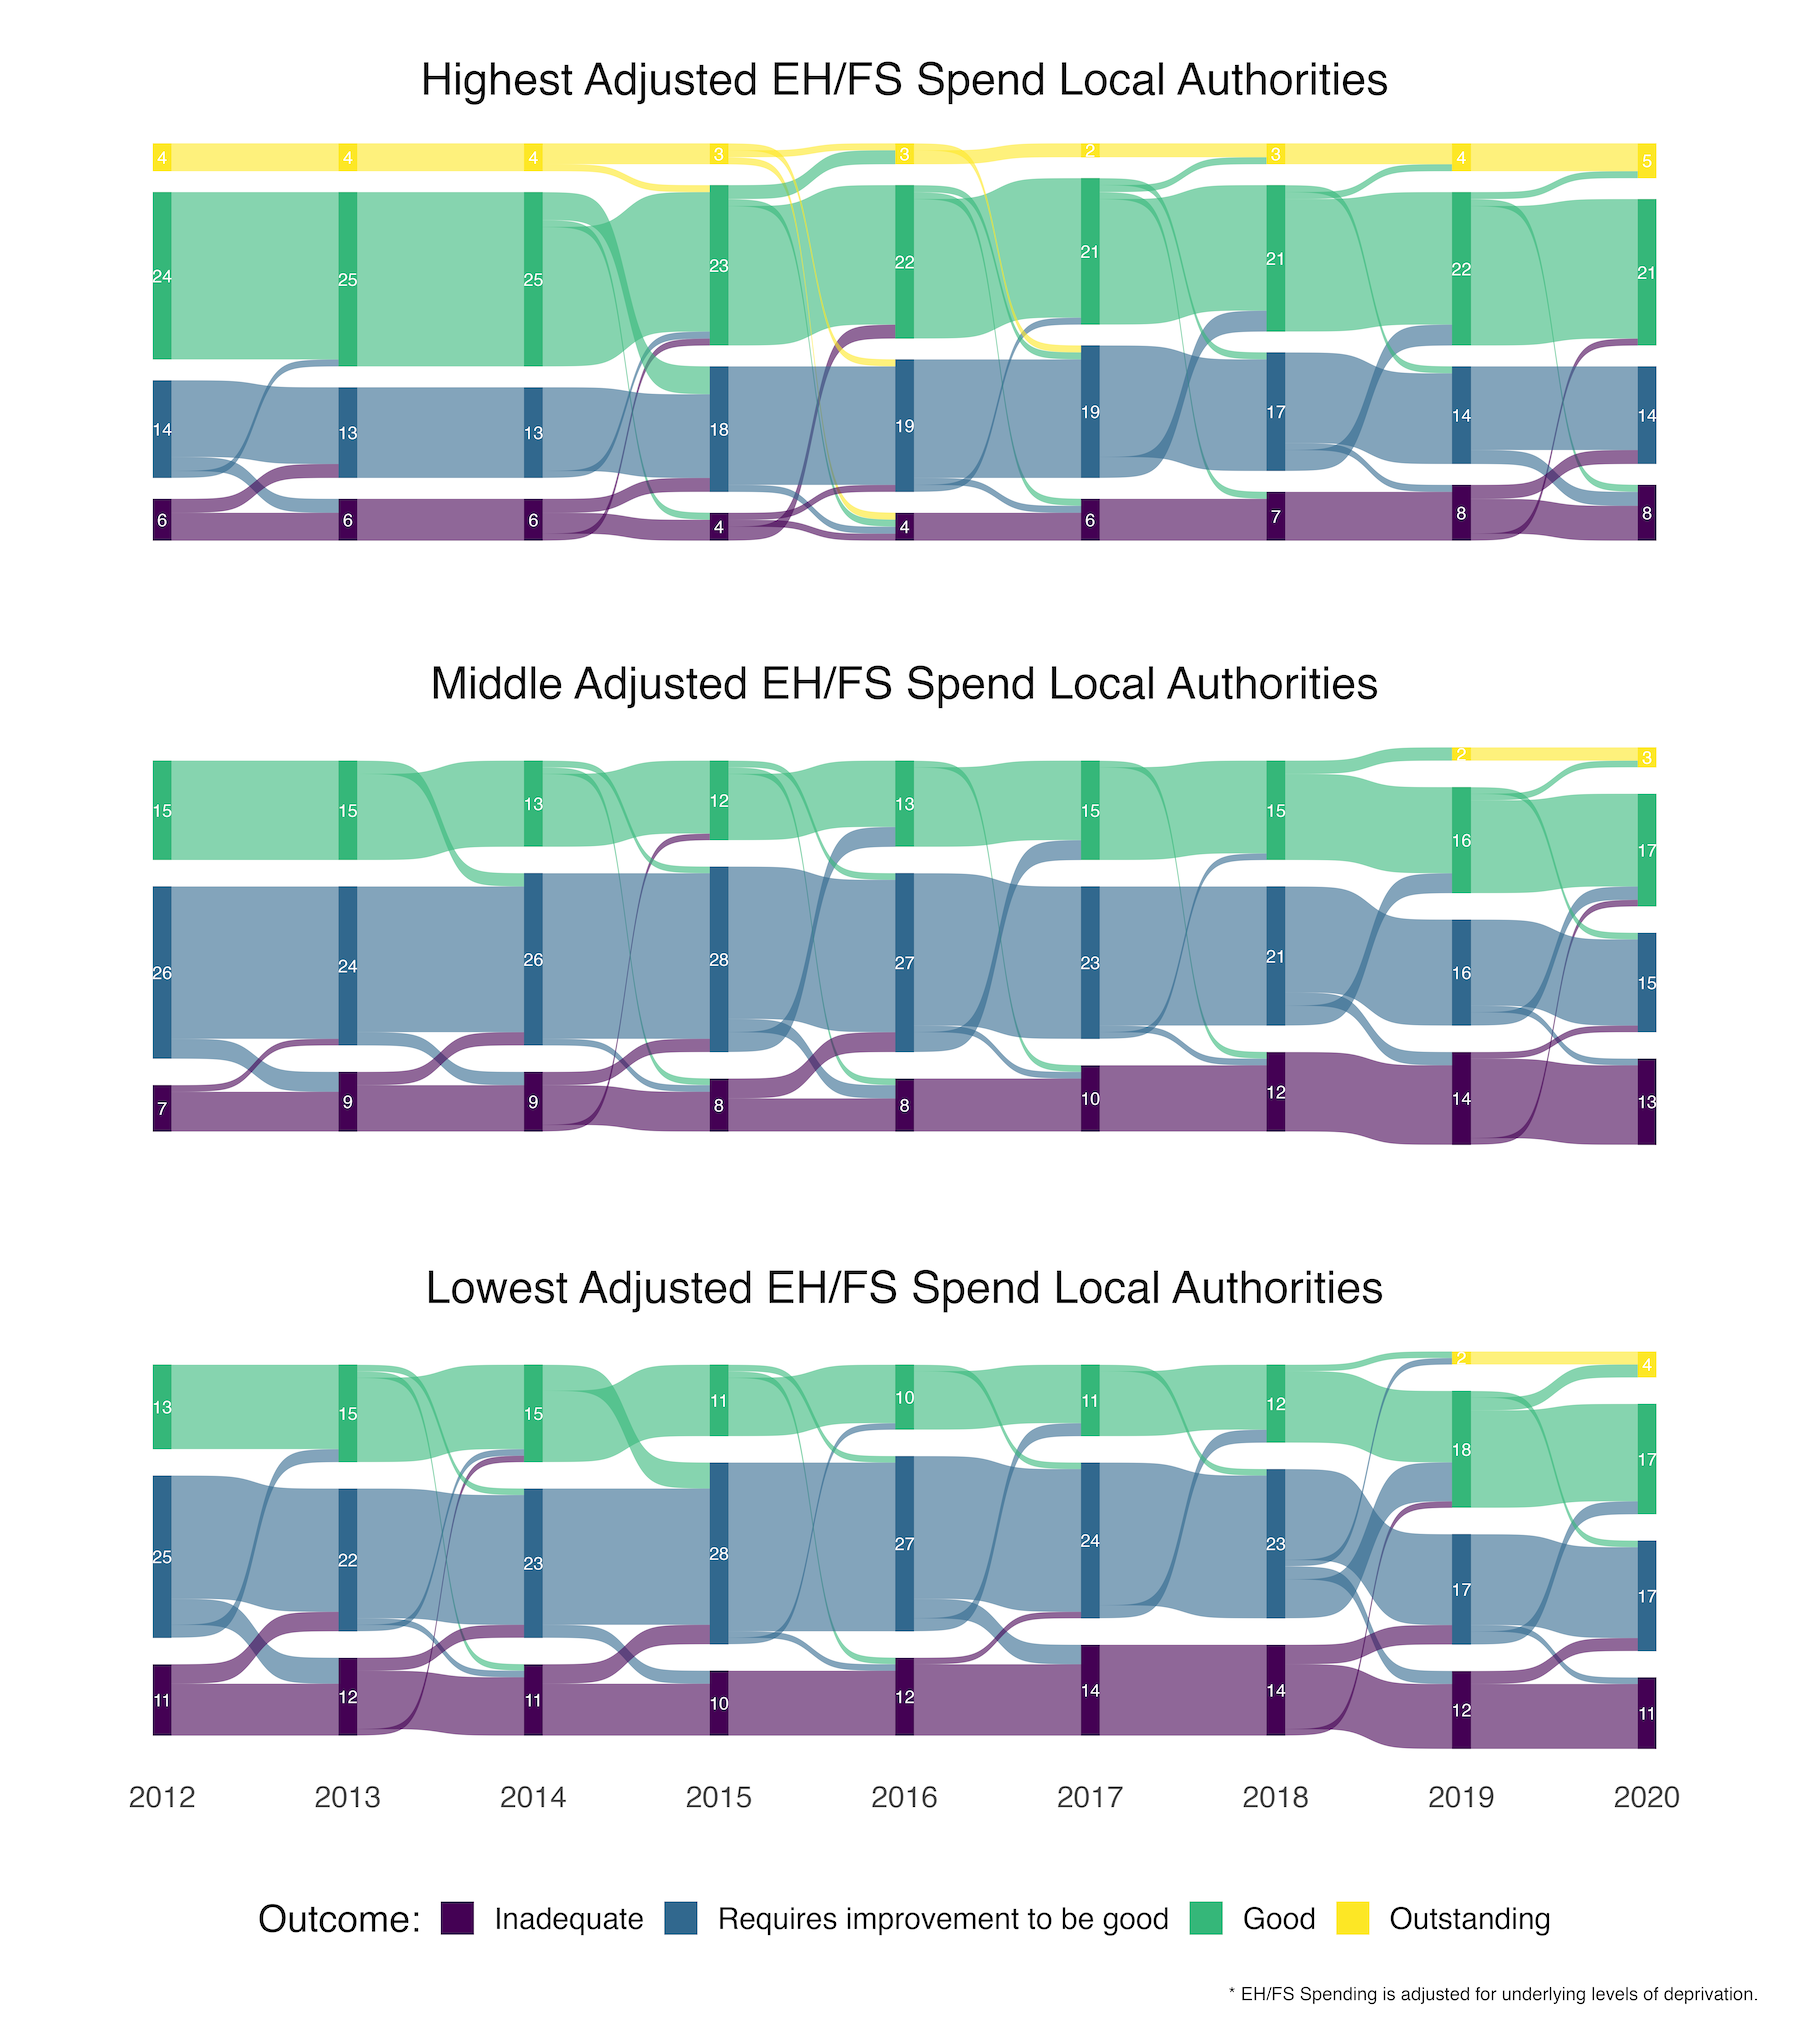 Highest Adjusted EH/FS Spend Local Authorities
4 4 4 3 3 2 3 4 5
24 25 25 23 22 21 21 22 21
14 13 13 18 19 19 17 14 14
6 6 6 4 4 6 7 8 8
Middle Adjusted EH/FS Spend Local Authorities
2 3
15 15 13 12 13 15 15 16 17
26 24 26 28 27 23 21 16 15
7 9 9 8 8 10 12 14 13
Lowest Adjusted EH/FS Spend Local Authorities
2 4
13 15 15 11 10 11 12 18 17
25 22 23 28 27 24 23 17 17
11 12 11 10 12 14 14 12 11
2012 2013 2014 2015 2016 2017 2018 2019 2020
Outcome: Inadequate Requires improvement to be good Good Outstanding
* EH/FS Spending is adjusted for underlying levels of deprivation.